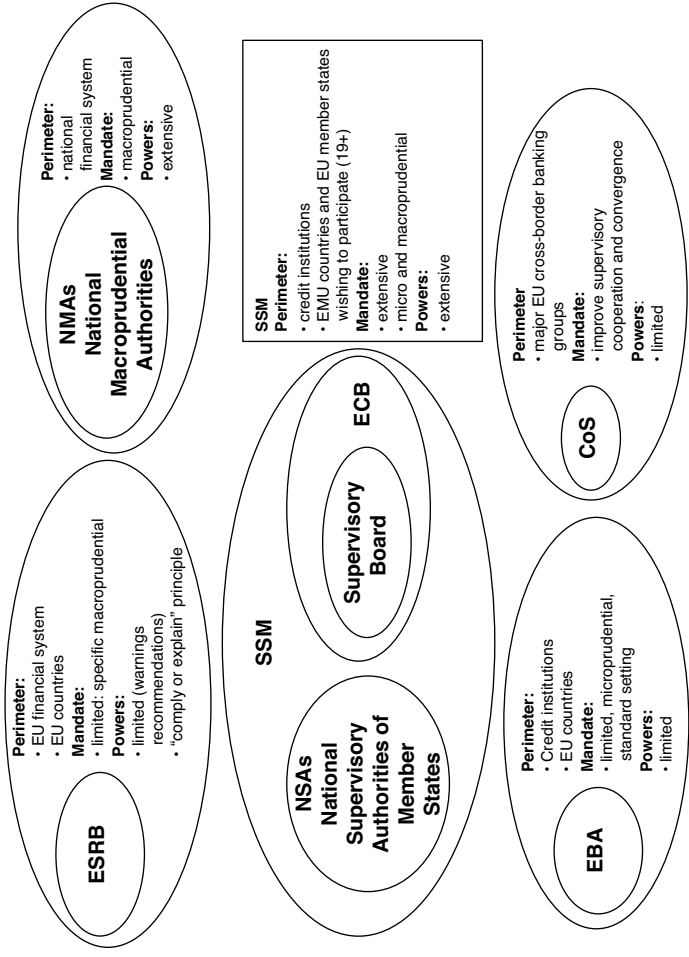 ESRB
Perimeter:
• EU financial system
• EU countries
Mandate:
• limited: specific macroprudential
Powers:
• limited (warnings
recommendations)
• “comply or explain” principle
NMAs
National
Macroprudential
Authorities
Perimeter:
• national
financial system
Mandate:
• macroprudential
Powers:
• extensive
SSM
NSAs
National
Supervisory
Authorities of
Member
States
Supervisory
Board
ECB
SSM
Perimeter:
• credit institutions
• EMU countries and EU member states
wishing to participate (19+)
Mandate:
• extensive
• micro and macroprudential
Powers:
• extensive
EBA
Perimeter:
• Credit institutions
• EU countries
Mandate:
• limited, microprudential,
standard setting
Powers:
• limited
CoS
Perimeter
• major EU cross-border banking
groups
Mandate:
• improve supervisory
cooperation and convergence
Powers:
• limited